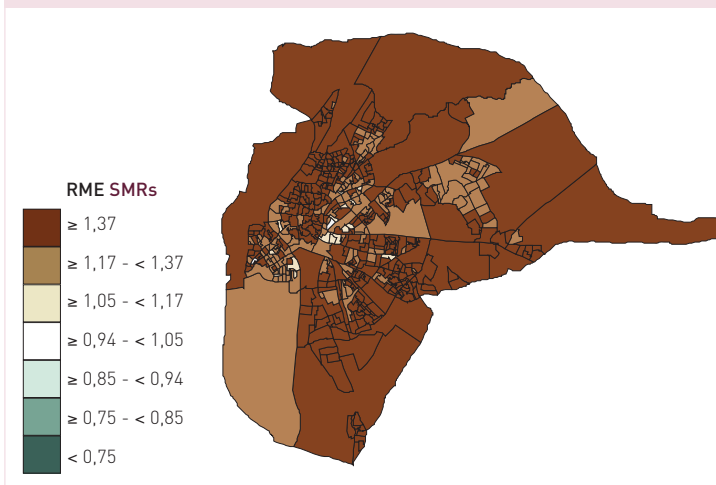 RME SMRs
≥ 1,37
≥ 1,17 - < 1,37
≥ 1,05 - < 1,17
≥ 0,94 - < 1,05
≥ 0,85 - < 0,94
≥ 0,75 - < 0,85
< 0,75